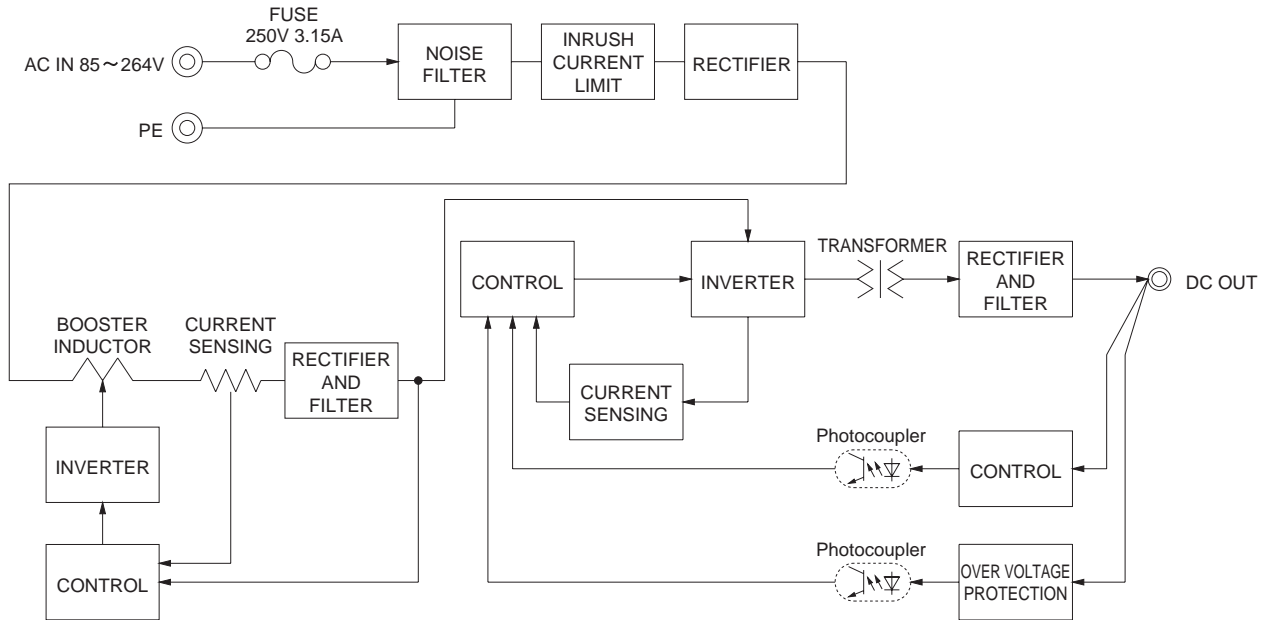 FUSE
250V 3.15A
AC IN 85～264V
NOISE
FILTER
INRUSH
CURRENT
LIMIT
RECTIFIER
PE
TRANSFORMER
CONTROL
INVERTER
RECTIFIER
AND
FILTER
DC OUT
BOOSTER
INDUCTOR
CURRENT
SENSING
RECTIFIER
AND
FILTER
CURRENT
SENSING
Photocoupler
CONTROL
INVERTER
Photocoupler
OVER VOLTAGE
PROTECTION
CONTROL